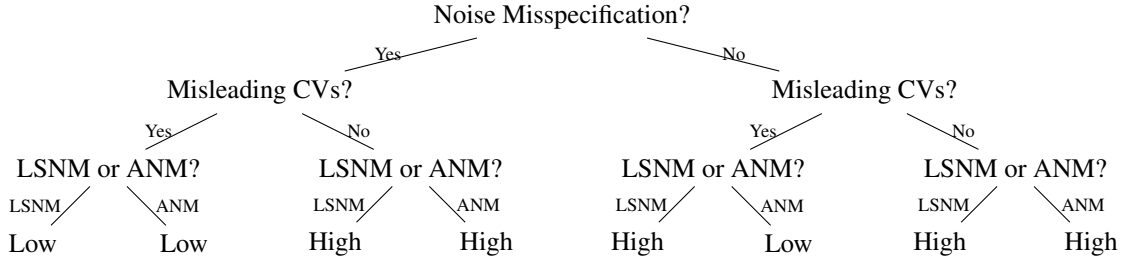 Noise Misspecification?
Yes No
Misleading CVs? Misleading CVs?
Yes No Yes No
LSNM or ANM? LSNM or ANM? LSNM or ANM? LSNM or ANM?
LSNM ANM LSNM ANM LSNM ANM LSNM ANM
Low Low High High High Low High High